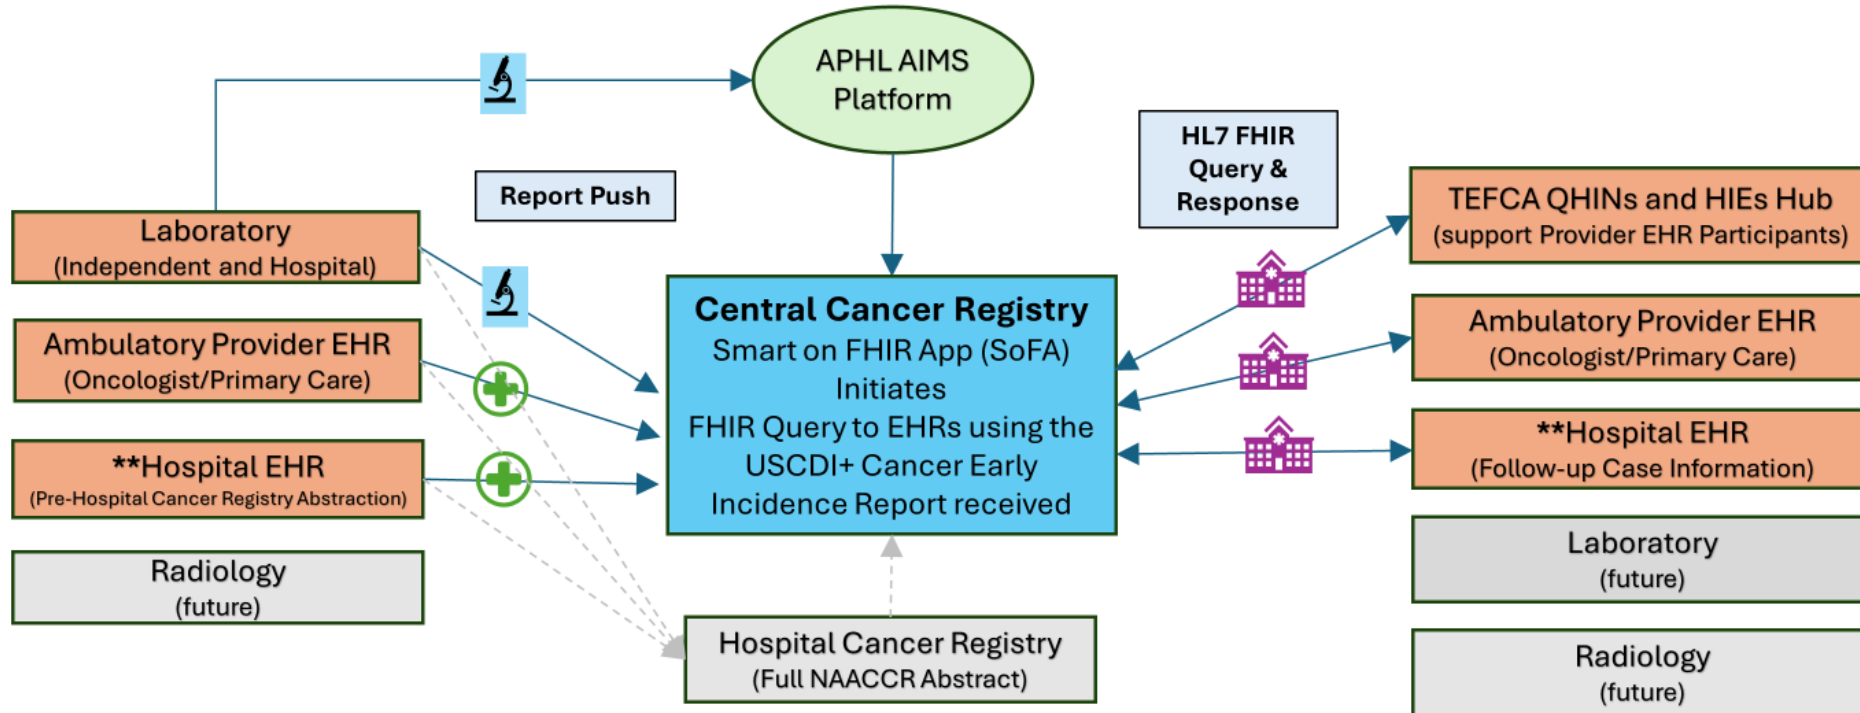 APHL AIMS
Platform
HL7 FHIR
Query &
Response
Report Push
Laboratory
(Independent and Hospital)
Ambulatory Provider EHR
(Oncologist/Primary Care)
**Hospital EHR
(Pre-Hospital Cancer Registry Abstraction)
Radiology
(future)
Central Cancer Registry
Smart on FHIR App (SoFA)
Initiates
FHIR Query to EHRs using the
USCDI+ Cancer Early
Incidence Report received
Hospital Cancer Registry
(Full NAACCR Abstract)
TEFCA QHINs and HIEs Hub
(support Provider EHR Participants)
Ambulatory Provider EHR
(Oncologist/Primary Care)
**Hospital EHR
(Follow-up Case Information)
Laboratory
(future)
Radiology
(future)